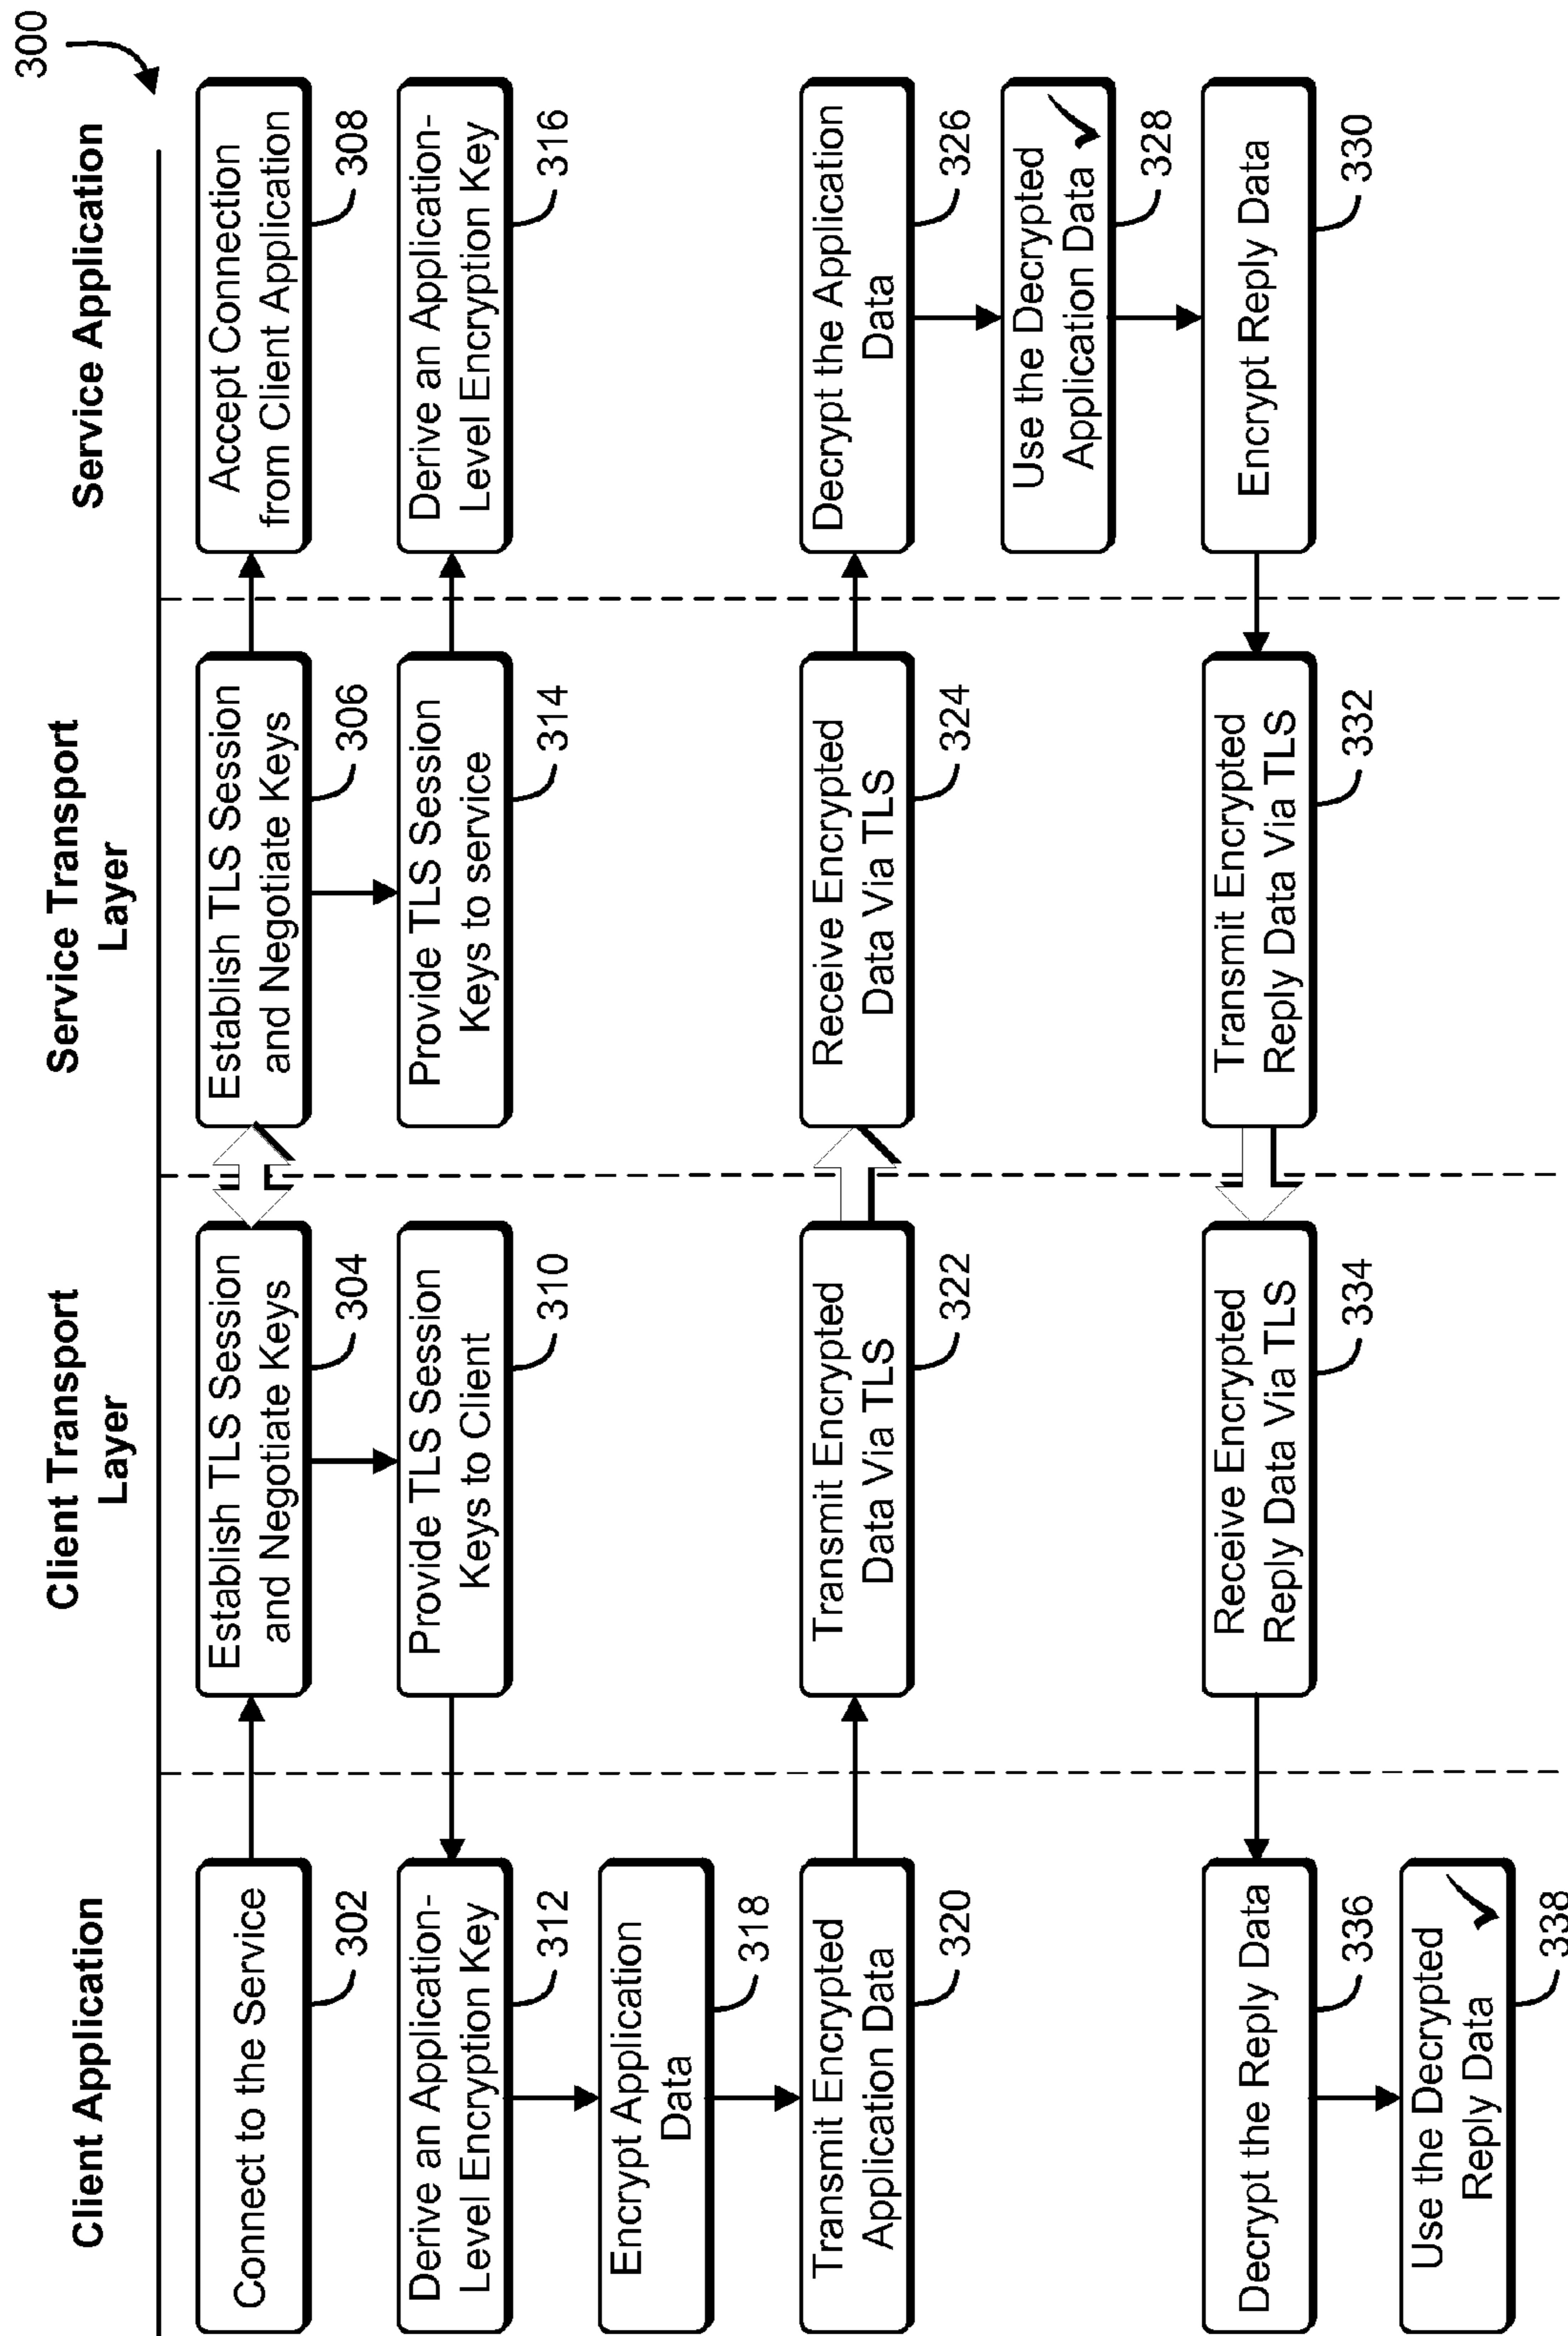 300
Client Application
Client Transport
Layer
Service Transport
Layer
Service Application
Connect to the Service
302
Establish TLS Session
and Negotiate Keys
304
Establish TLS Session
and Negotiate Keys
306
Accept Connection
from Client Application
308
Derive an Application-
Level Encryption Key
312
Provide TLS Session
Keys to Client
310
Provide TLS Session
Keys to service
314
Derive an Application-
Level Encryption Key
316
Encrypt Application
Data
318
Transmit Encrypted
Application Data
320
Transmit Encrypted
Data Via TLS
322
Receive Encrypted
Data Via TLS
324
Decrypt the Application
Data
326
Use the Decrypted
Application Data
328
Decrypt the Reply Data
336
Receive Encrypted
Reply Data Via TLS
334
Transmit Encrypted
Reply Data Via TLS
332
Encrypt Reply Data
330
Use the Decrypted
Reply Data
338